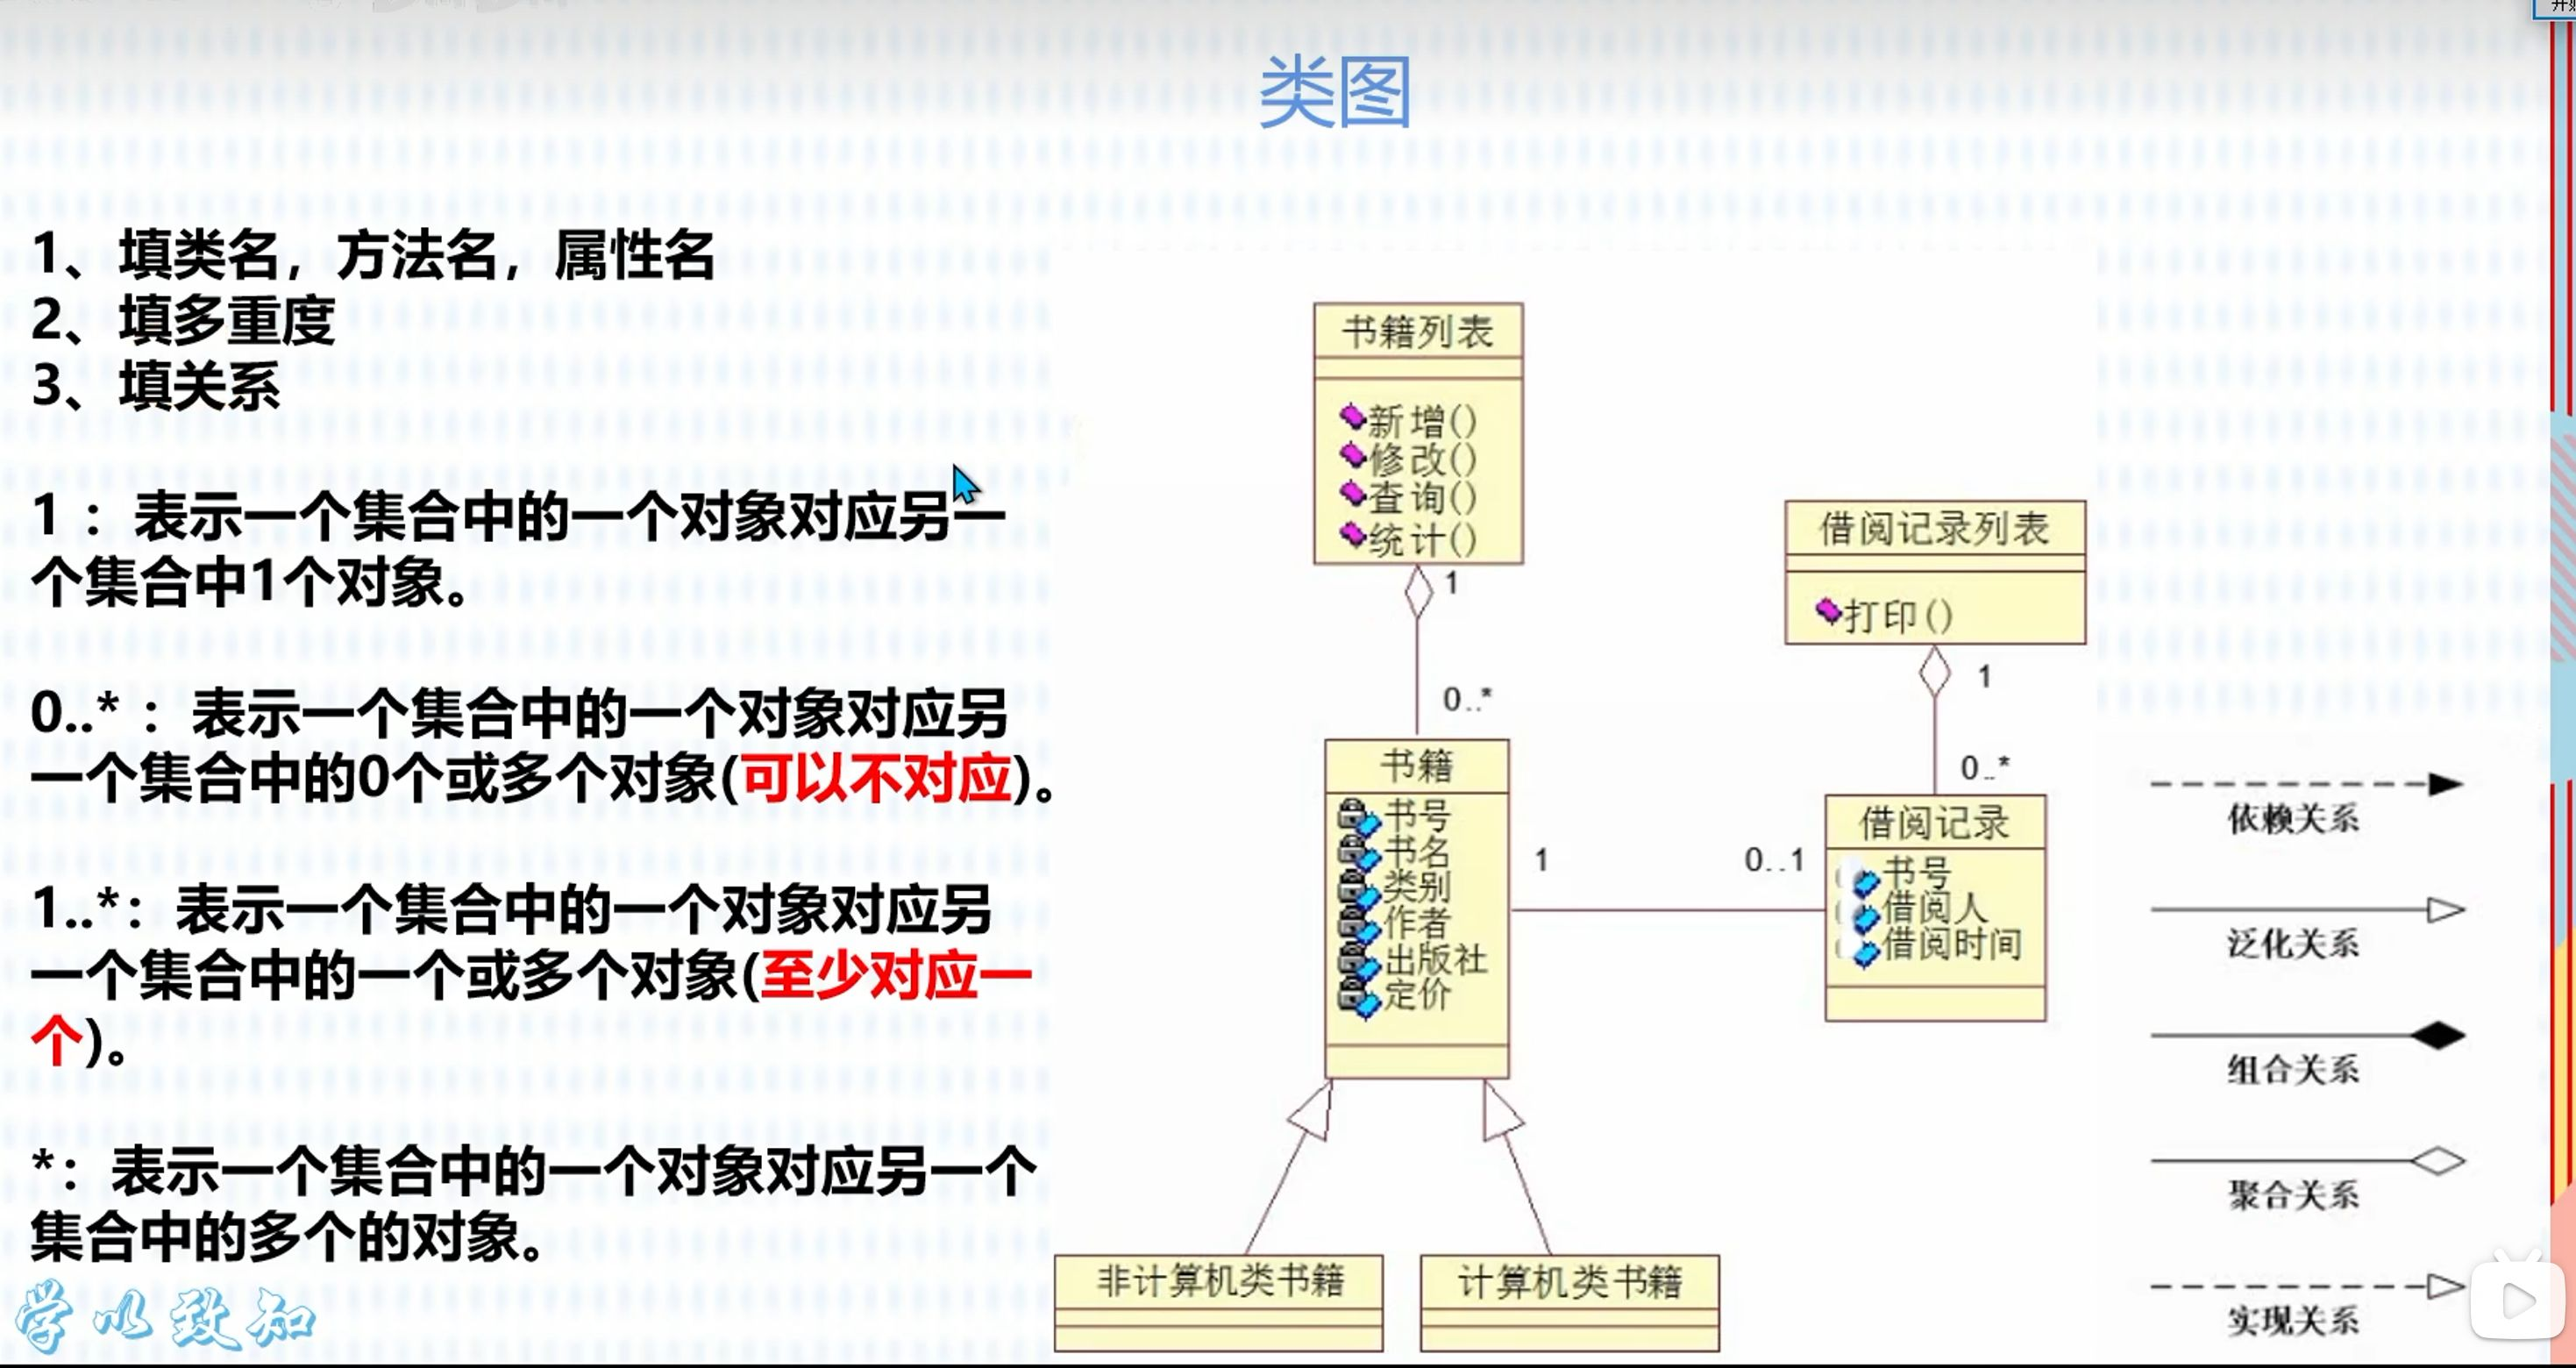 类图
1、填类名，方法名，属性名
2、填多重度
3、填关系
1 ：表示一个集合中的一个对象对应另一
个集合中1个对象。
0..* ：表示一个集合中的一个对象对应另
一个集合中的0个或多个对象(可以不对应)。
1..*：表示一个集合中的一个对象对应另
一个集合中的一个或多个对象(至少对应一
个)。
*：表示一个集合中的一个对象对应另一个
集合中的多个的对象。
学以致知
书籍列表
新增()
修改()
查询()
统计()
1
0..*
书籍
书号
书名
类别
作者
出版社
定价
1
0..1
借阅记录列表
打印()
1
0..*
借阅记录
书号
借阅人
借阅时间
非计算机类书籍
计算机类书籍
依赖关系
泛化关系
组合关系
聚合关系
实现关系